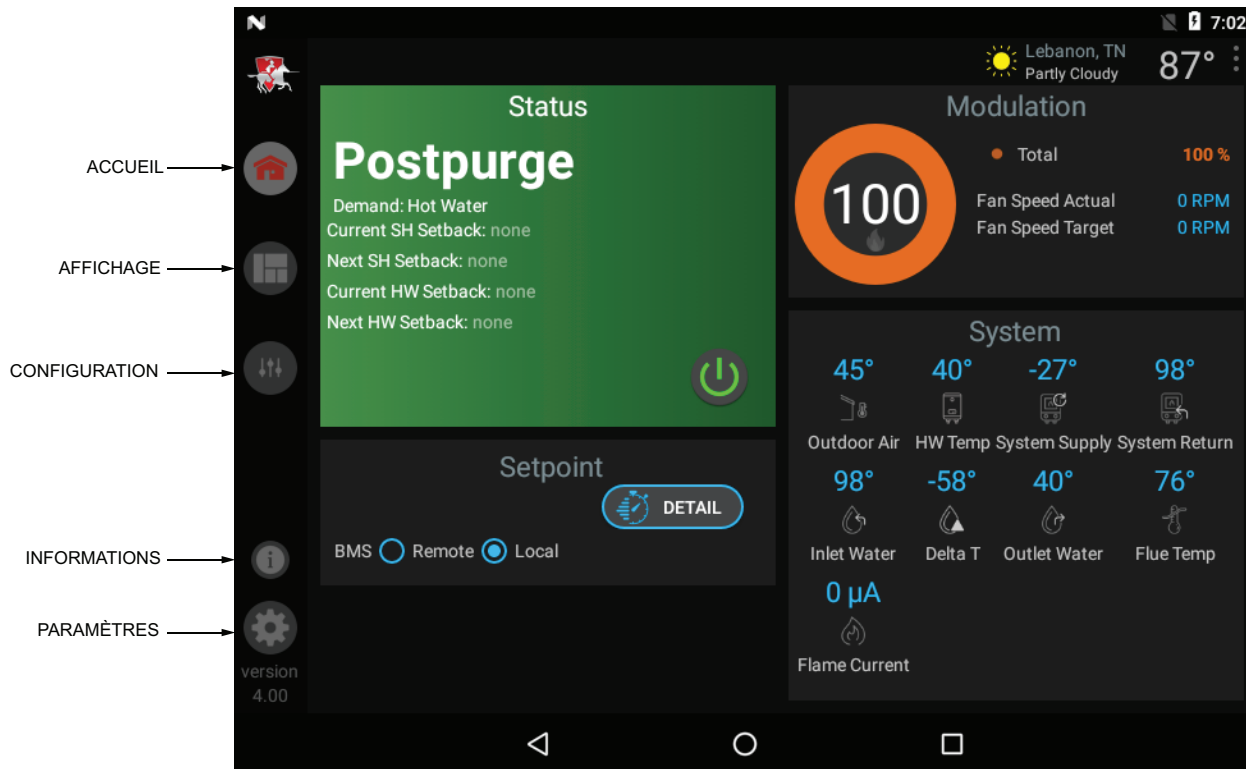 7:02
Lebanon, TN
Partly Cloudy
87°
ACCUEIL
AFFICHAGE
CONFIGURATION
INFORMATIONS
PARAMÈTRES
version
4.00
Status
Postpurge
Demand: Hot Water
Current SH Setback: none
Next SH Setback: none
Current HW Setback: none
Next HW Setback: none
Setpoint
DETAIL
BMS Remote Local
Modulation
100
Total 100 %
Fan Speed Actual 0 RPM
Fan Speed Target 0 RPM
System
45° 40° -27° 98°
Outdoor Air HW Temp System Supply System Return
98° -58° 40° 76°
Inlet Water Delta T Outlet Water Flue Temp
0 µA
Flame Current